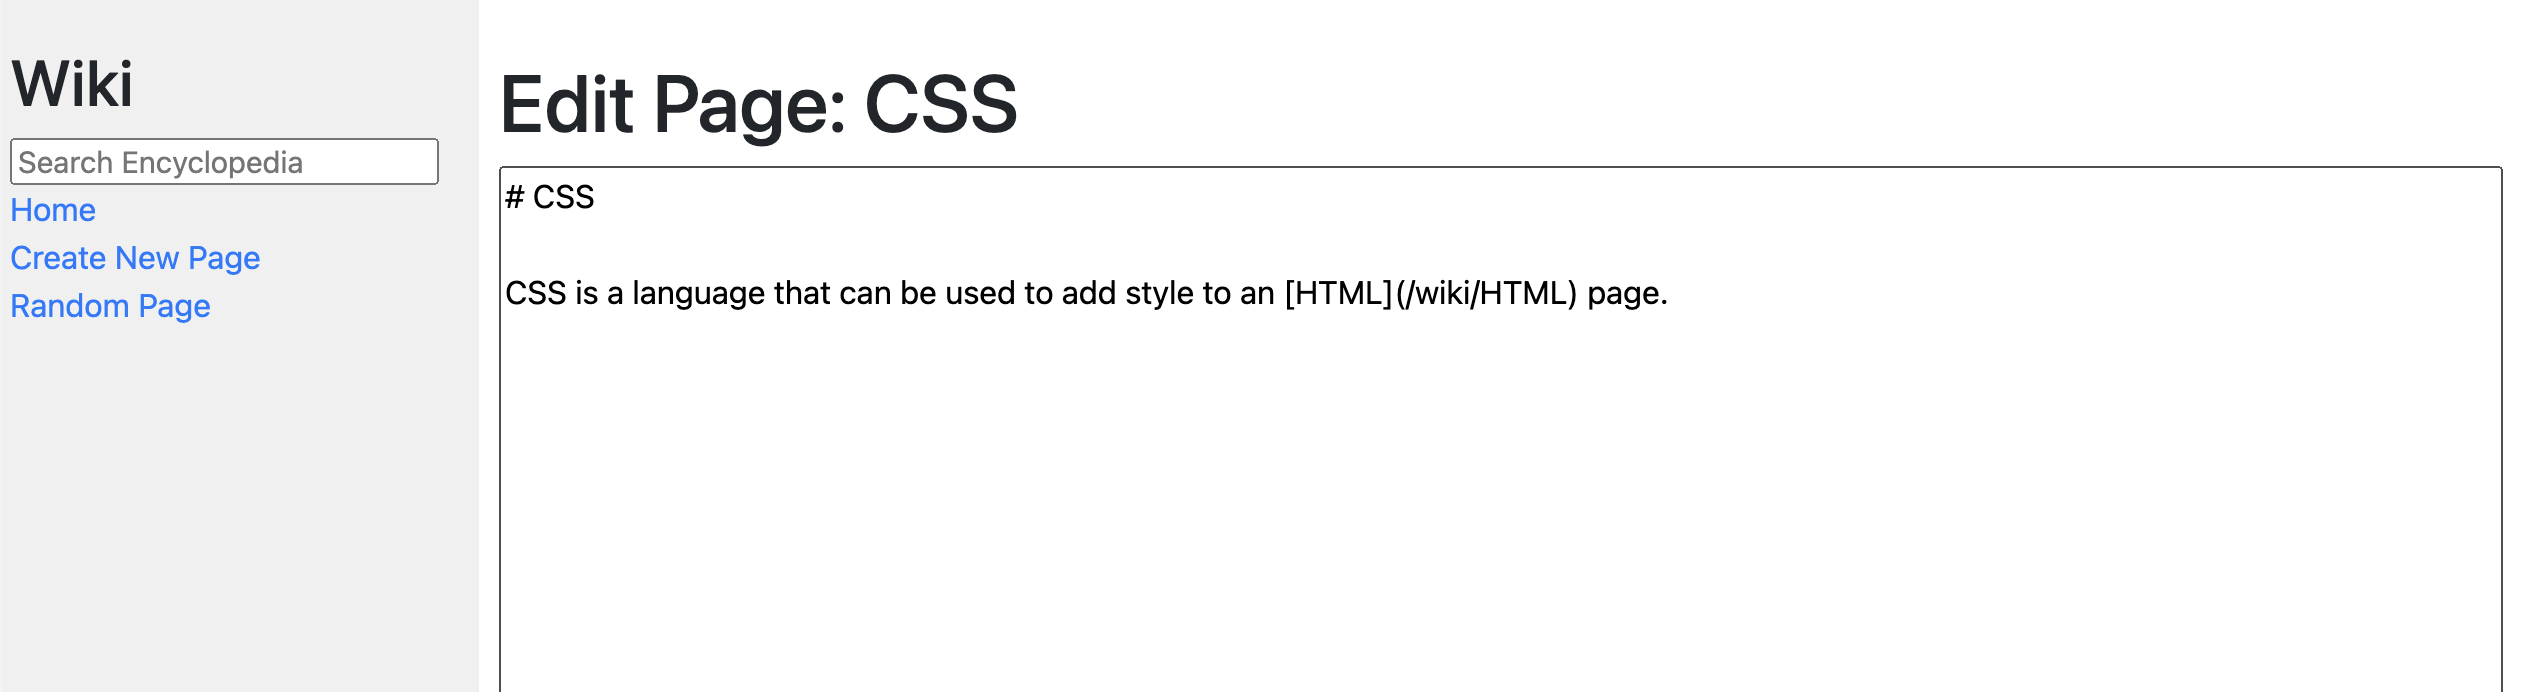 Wiki
Search Encyclopedia
Home
Create New Page
Random Page
Edit Page: CSS
# CSS
CSS is a language that can be used to add style to an [HTML](/wiki/HTML) page.